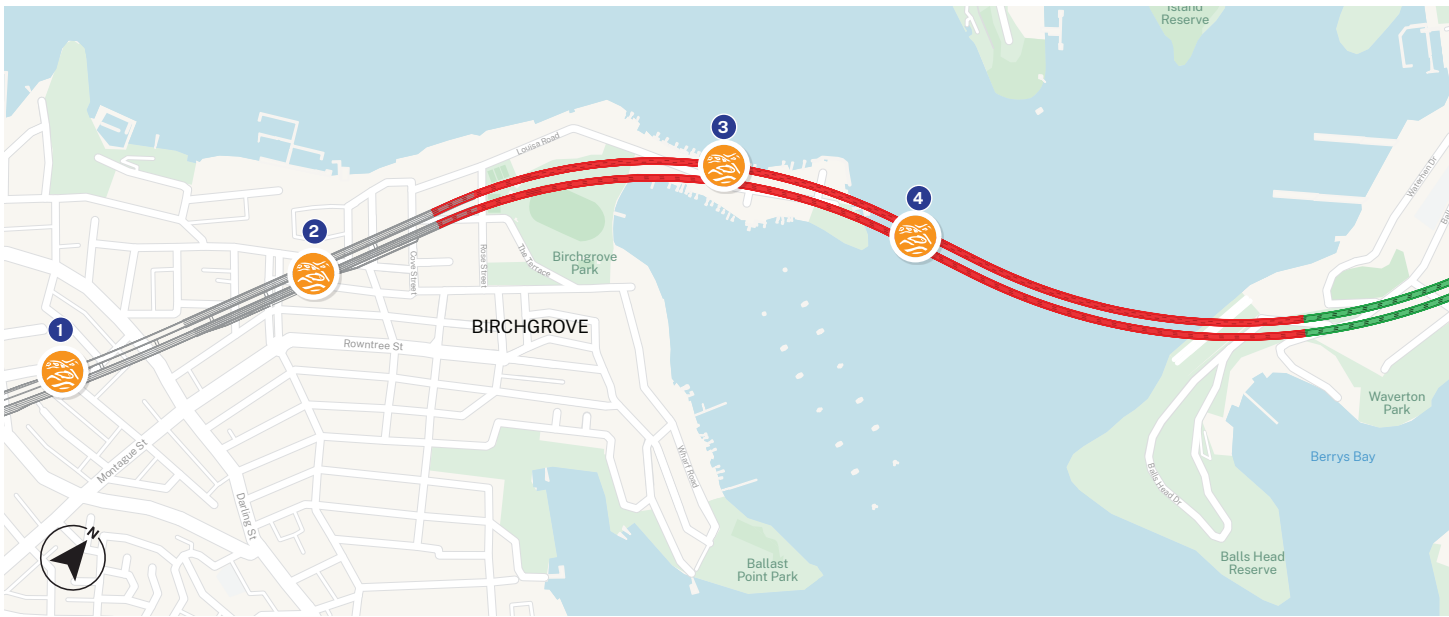 Island
Reserve
3
Louisa Road
Waterhen Dr
4
2
Cove Street
Rose Street
The Terrace
Birchgrove
Park
BIRCHGROVE
1
Rowntree St
Waverton
Park
Montague St
Wharf Road
Berrys Bay
Balls Head Dr
Darling St
N
Ballast
Point Park
Balls Head
Reserve